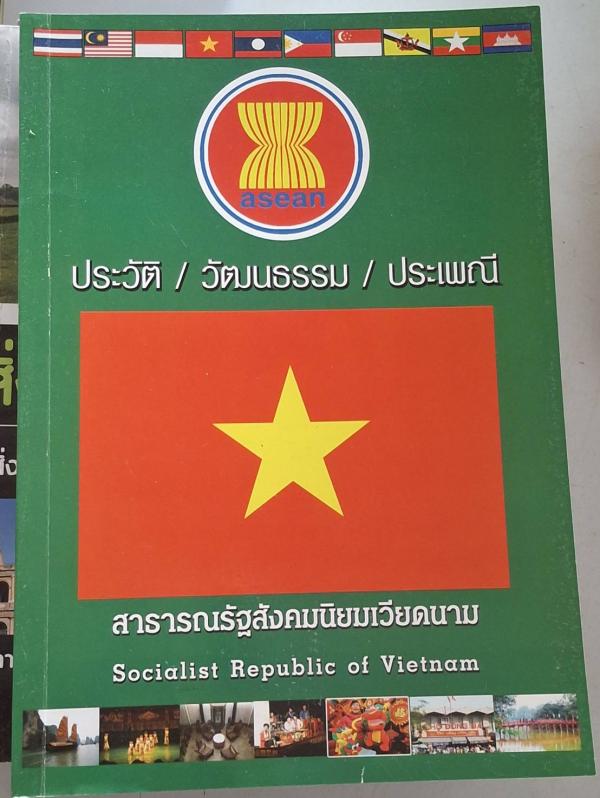 asean
ประวัติ / วัฒนธรรม / ประเพณี
สาธารณรัฐสังคมนิยมเวียดนาม
Socialist Republic of Vietnam